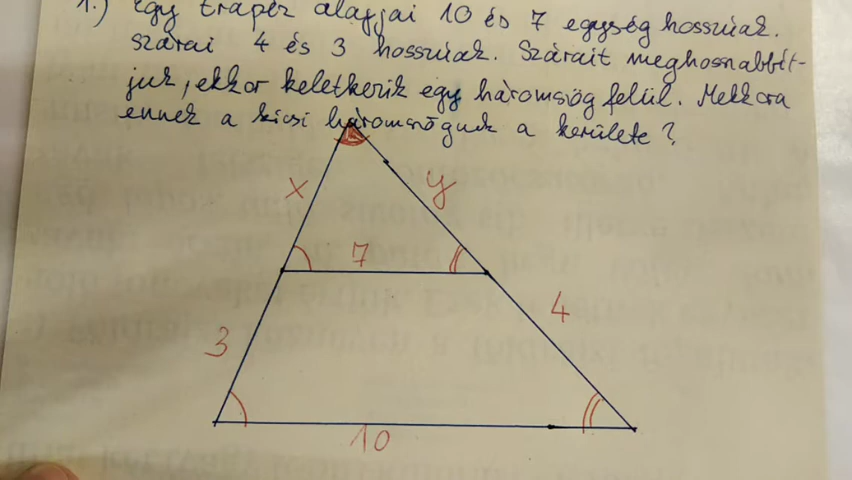 1.) Egy trapéz alapjai 10 és 7 egység hosszúak.
szárai 4 és 3 hosszúak. Szárait meghosszabbít-
juk, ekkor keletkezik egy háromszög felül. Mekkora
ennek a kicsi háromszögnek a kerülete?
x
y
7
3
4
10